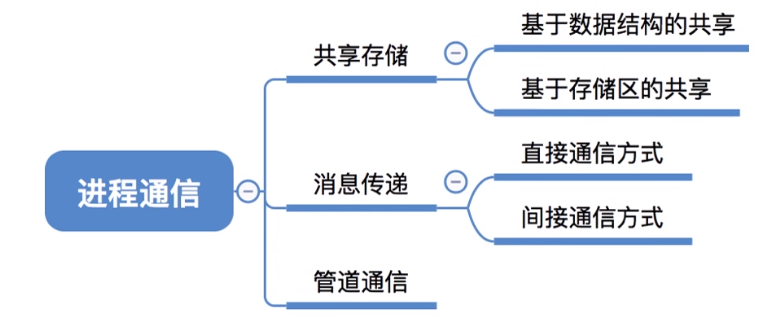 进程通信
共享存储
基于数据结构的共享
基于存储区的共享
消息传递
直接通信方式
间接通信方式
管道通信